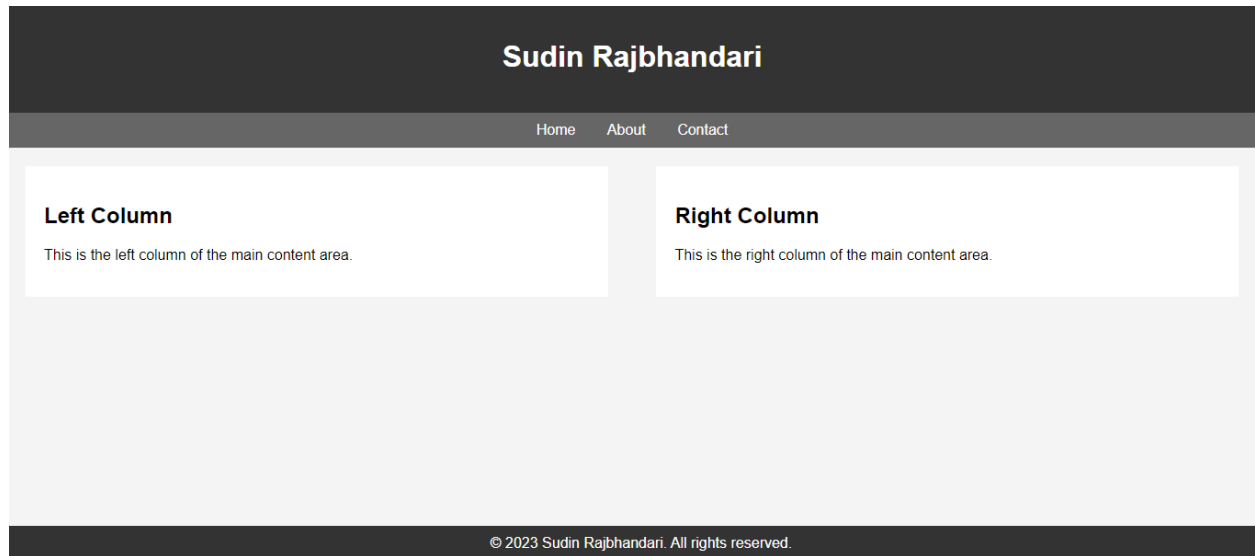 Sudin Rajbhandari
Home About Contact
Left Column
This is the left column of the main content area.
Right Column
This is the right column of the main content area.
© 2023 Sudin Rajbhandari. All rights reserved.